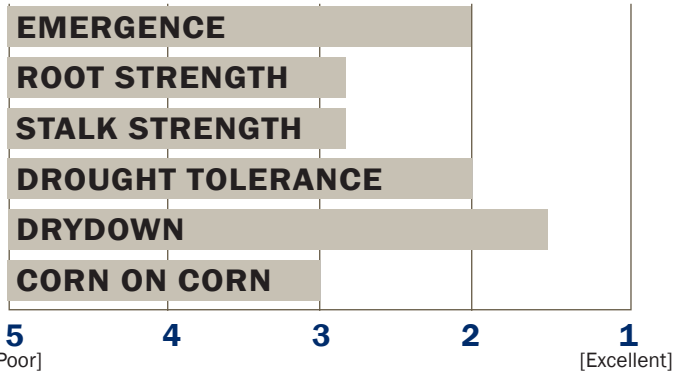 EMERGENCE
ROOT STRENGTH
STALK STRENGTH
DROUGHT TOLERANCE
DRYDOWN
CORN ON CORN
5 4 3 2 1
Poor] [Excellent]